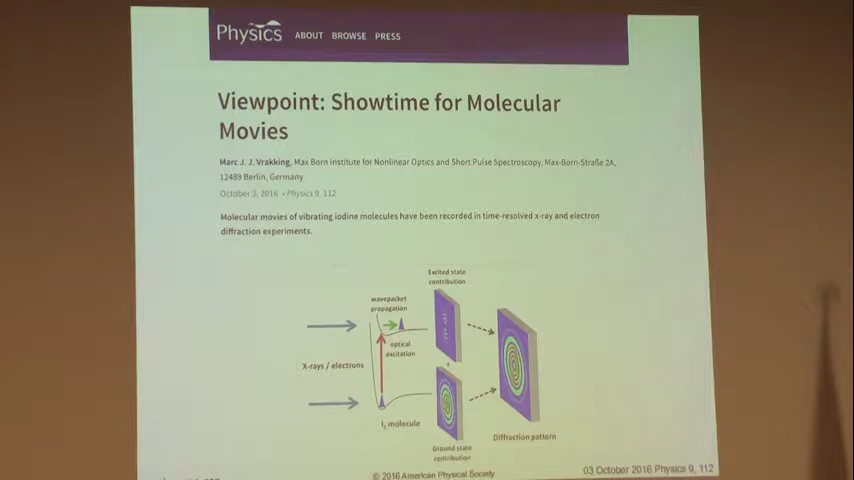 Physics ABOUT BROWSE PRESS
Viewpoint: Showtime for Molecular
Movies
Marc J. J. Vrakking, Max Born Institute for Nonlinear Optics and Short Pulse Spectroscopy, Max-Born-Straße 2A,
12489 Berlin, Germany
October 3, 2016 • Physics 9, 112
Molecular movies of vibrating iodine molecules have been recorded in time-resolved x-ray and electron
diffraction experiments.
Excited state
contribution
wavepacket
propagation
optical
excitation
X-rays / electrons
I₂ molecule
Diffraction pattern
Ground state
contribution
© 2016 American Physical Society
03 October 2016 Physics 9, 112